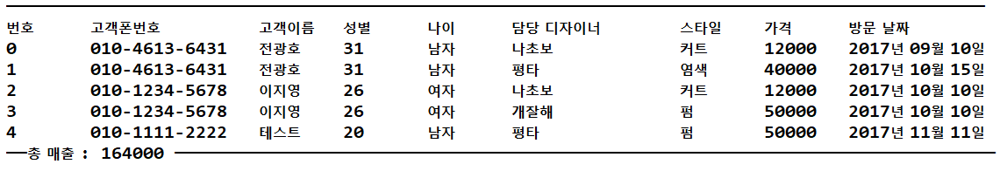 번호 고객폰번호 고객이름 성별 나이 담당 디자이너 스타일 가격 방문 날짜
0 010-4613-6431 전광호 31 남자 나초보 커트 12000 2017년 09월 10일
1 010-4613-6431 전광호 31 남자 평타 염색 40000 2017년 10월 15일
2 010-1234-5678 이지영 26 여자 나초보 커트 12000 2017년 10월 10일
3 010-1234-5678 이지영 26 여자 개잘해 펌 50000 2017년 10월 10일
4 010-1111-2222 테스트 20 남자 평타 펌 50000 2017년 11월 11일
총 매출 : 164000